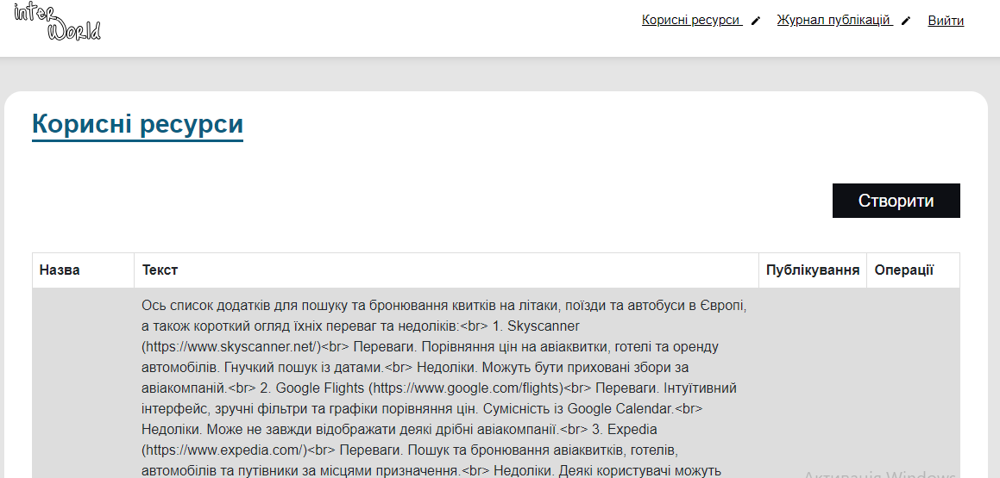 inter World
Корисні ресурси Журнал публікацій Вийти
Корисні ресурси
Створити
Назва Текст Публікування Операції
Ось список додатків для пошуку та бронювання квитків на літаки, поїзди та автобуси в Європі,
а також короткий огляд їхніх переваг та недоліків:<br> 1. Skyscanner
(https://www.skyscanner.net/)<br> Переваги. Порівняння цін на авіаквитки, готелі та оренду
автомобілів. Гнучкий пошук із датами.<br> Недоліки. Можуть бути приховані збори за
авіакомпаній.<br> 2. Google Flights (https://www.google.com/flights)<br> Переваги. Інтуїтивний
інтерфейс, зручні фільтри та графіки порівняння цін. Сумісність із Google Calendar.<br>
Недоліки. Може не завжди відображати деякі дрібні авіакомпанії.<br> 3. Expedia
(https://www.expedia.com/)<br> Переваги. Пошук та бронювання авіаквитків, готелів,
автомобілів та путівники за місцями призначення.<br> Недоліки. Деякі користувачі можуть
Активація Windows